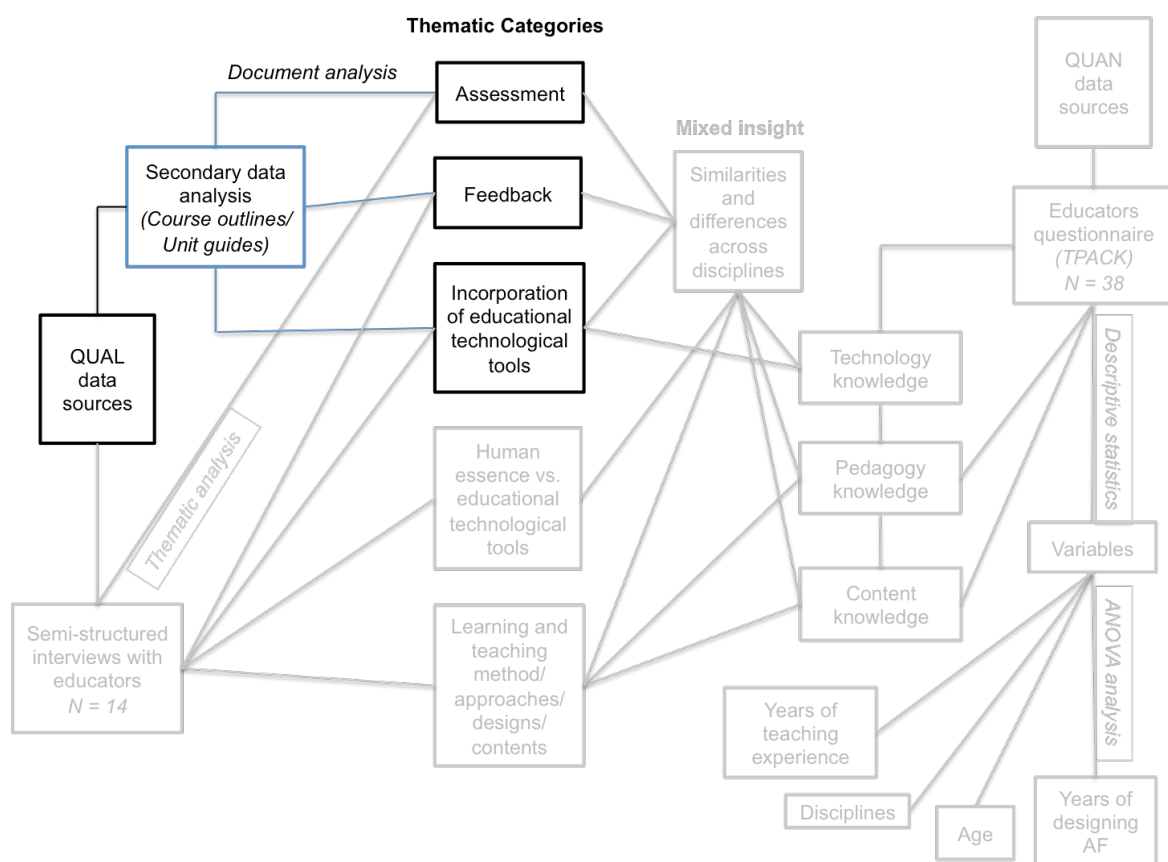 Thematic Categories
Document analysis
Assessment
Secondary data
analysis
(Course outlines/
Unit guides)
Feedback
Incorporation
of educational
technological
tools
QUAL
data
sources
Thematic analysis
Human
essence vs.
educational
technological
tools
Semi-structured
interviews with
educators
N = 14
Learning and
teaching
method/
approaches/
designs/
contents
Mixed insight
Similarities
and
differences
across
disciplines
QUAN
data
sources
Educators
questionnaire
(TPACK)
N = 38
Technology
knowledge
Pedagogy
knowledge
Content
knowledge
Descriptive statistics
Variables
ANOVA analysis
Years of
teaching
experience
Disciplines
Age
Years of
designing
AF